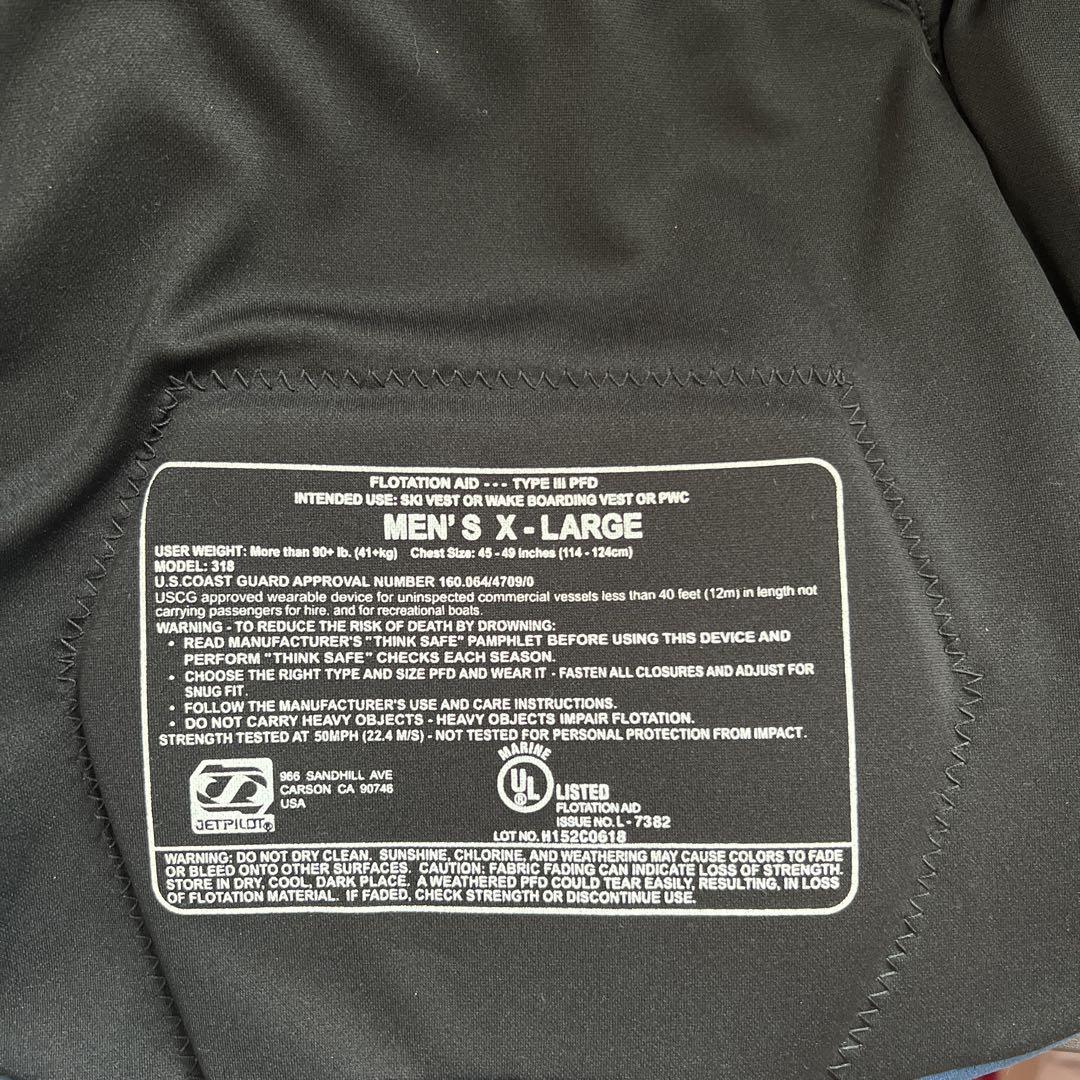 FLOTATION AID --- TYPE III PFD
INTENDED USE: SKI VEST OR WAKE BOARDING VEST OR PWC
MEN'S X-LARGE
USER WEIGHT: More than 90+ lb. (41+kg) Chest Size: 45 - 49 inches (114 - 124cm)
MODEL: 318
U.S.COAST GUARD APPROVAL NUMBER 160.064/4709/0
USCG approved wearable device for uninspected commercial vessels less than 40 feet (12m) in length not
carrying passengers for hire, and for recreational boats.
WARNING - TO REDUCE THE RISK OF DEATH BY DROWNING:
• READ MANUFACTURER'S "THINK SAFE" PAMPHLET BEFORE USING THIS DEVICE AND
PERFORM "THINK SAFE" CHECKS EACH SEASON.
• CHOOSE THE RIGHT TYPE AND SIZE PFD AND WEAR IT - FASTEN ALL CLOSURES AND ADJUST FOR
SNUG FIT.
• FOLLOW THE MANUFACTURER'S USE AND CARE INSTRUCTIONS.
• DO NOT CARRY HEAVY OBJECTS - HEAVY OBJECTS IMPAIR FLOTATION.
STRENGTH TESTED AT 50MPH (22.4 M/S) - NOT TESTED FOR PERSONAL PROTECTION FROM IMPACT.
JETPILOT®
966 SANDHILL AVE
CARSON CA 90746
USA
MARINE
UL®
LISTED
FLOTATION AID
ISSUE NO. L - 7382
LOT NO. H152C0618
WARNING: DO NOT DRY CLEAN. SUNSHINE, CHLORINE, AND WEATHERING MAY CAUSE COLORS TO FADE
OR BLEED ONTO OTHER SURFACES. CAUTION: FABRIC FADING CAN INDICATE LOSS OF STRENGTH.
STORE IN DRY, COOL, DARK PLACE. A WEATHERED PFD COULD TEAR EASILY, RESULTING, IN LOSS
OF FLOTATION MATERIAL. IF FADED, CHECK STRENGTH OR DISCONTINUE USE.